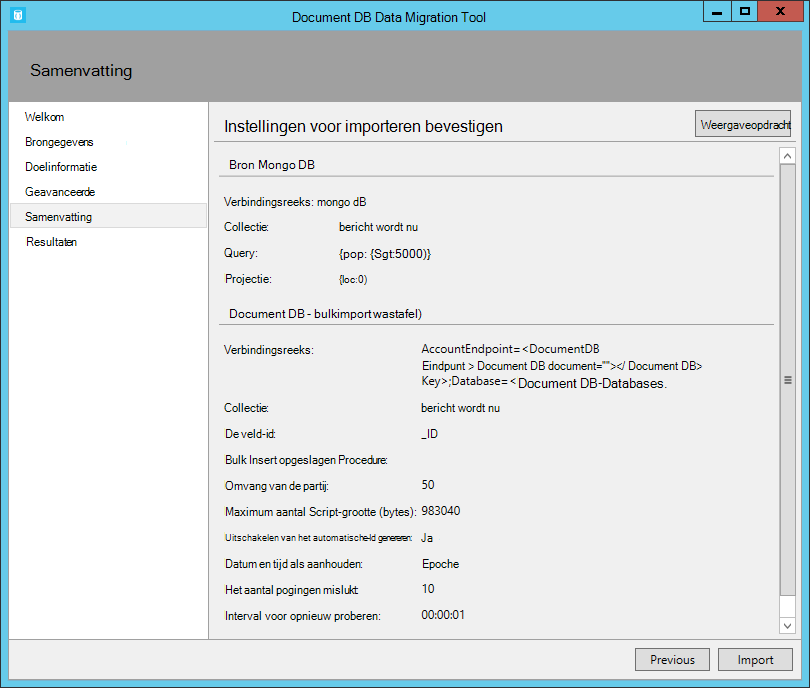 Document DB Data Migration Tool
Samenvatting
Welkom
Brongegevens
Doelinformatie
Geavanceerde
Samenvatting
Resultaten
Instellingen voor importeren bevestigen
Weergaveopdracht
Bron Mongo DB
Verbindingsreeks: mongo dB
Collectie: bericht wordt nu
Query: {pop: {Sgt:5000)}
Projectie: {loc:0)
Document DB - bulkimport wastafel)
Verbindingsreeks: AccountEndpoint= <DocumentDB
Eindpunt > Document DB document=""></ Document DB>
Key>;Database= < Document DB-Databases.
Collectie: bericht wordt nu
De veld-id: _ID
Bulk Insert opgeslagen Procedure:
Omvang van de partij: 50
Maximum aantal Script-grootte (bytes): 983040
Uitschakelen van het automatische-Id genereren: Ja
Datum en tijd als aanhouden: Epoche
Het aantal pogingen mislukt: 10
Interval voor opnieuw proberen: 00:00:01
Previous
Import